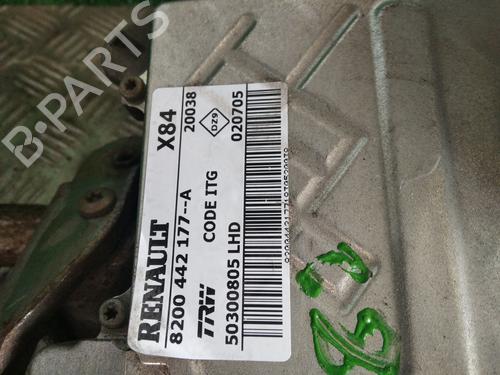 RENAULT X84
8200 442 177--A 20038
TRW CODE ITG DZ9
50300805 LHD 020705
B-PARTS